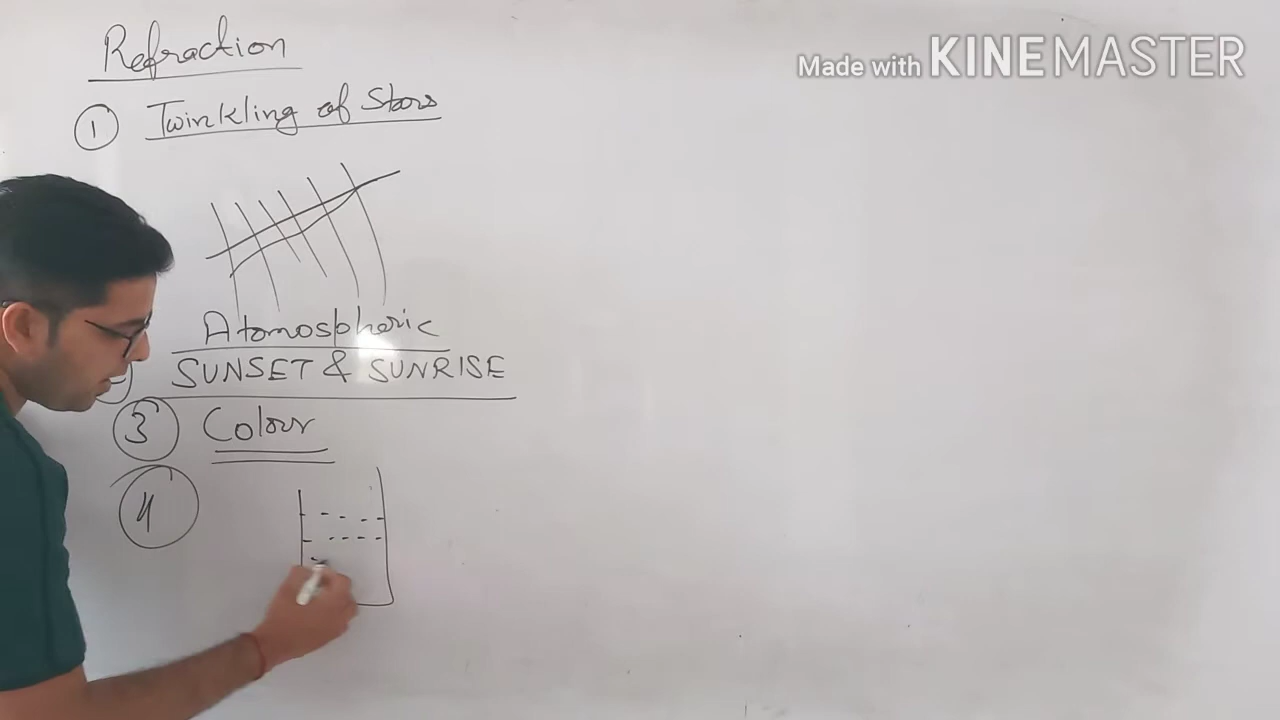 Refraction
Made with KINEMASTER
1 Twinkling of Stars
Atomospheric
SUNSET & SUNRISE
3 Colour
4